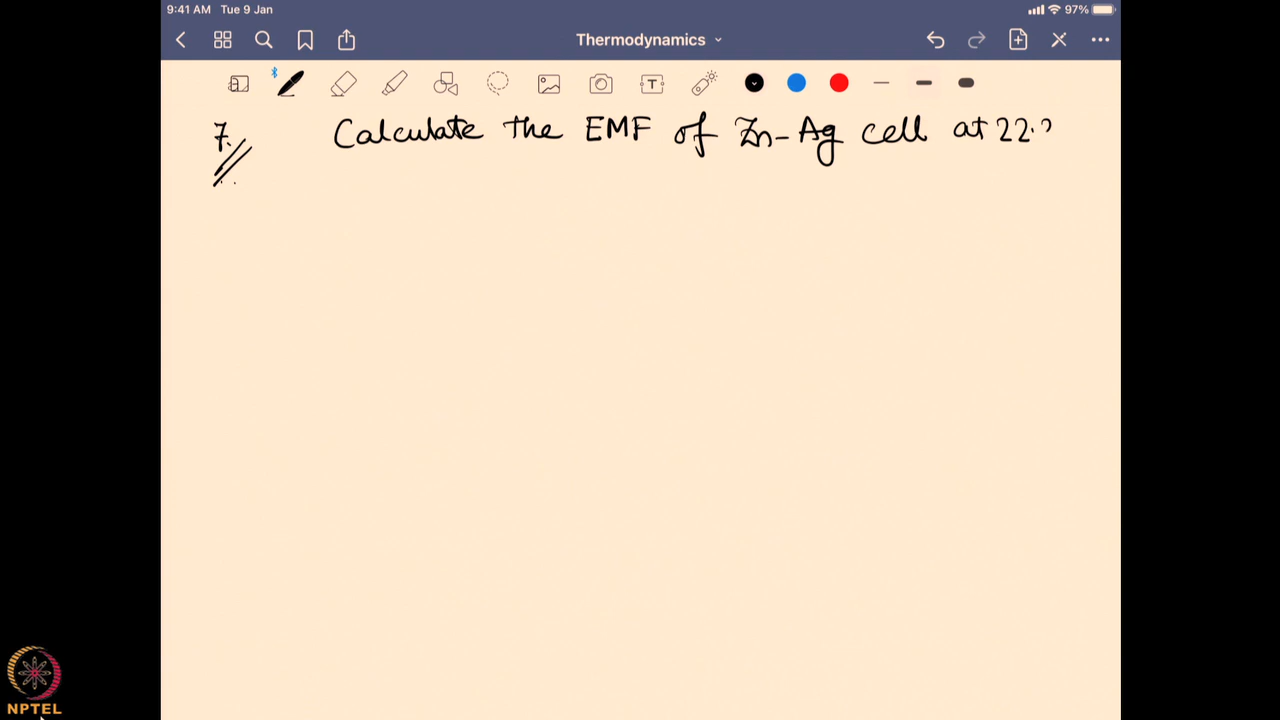 9:41 AM Tue 9 Jan 97%
Thermodynamics
T
7. Calculate the EMF of Zn-Ag cell at 22.
NPTEL